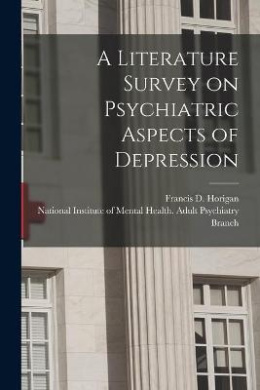 A Literature
Survey on
Psychiatric
Aspects of
Depression
Francis D. Horigan
National Institute of Mental Health. Adult Psychiatry
Branch